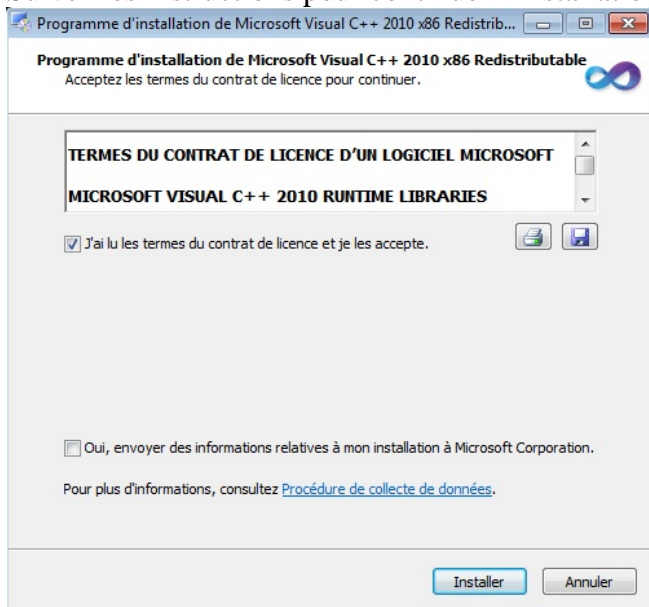 Programme d'installation de Microsoft Visual C++ 2010 x86 Redistrib...
Programme d'installation de Microsoft Visual C++ 2010 x86 Redistributable
Acceptez les termes du contrat de licence pour continuer.
TERMES DU CONTRAT DE LICENCE D’UN LOGICIEL MICROSOFT
MICROSOFT VISUAL C++ 2010 RUNTIME LIBRARIES
J'ai lu les termes du contrat de licence et je les accepte.
Oui, envoyer des informations relatives à mon installation à Microsoft Corporation.
Pour plus d'informations, consultez Procédure de collecte de données.
Installer
Annuler